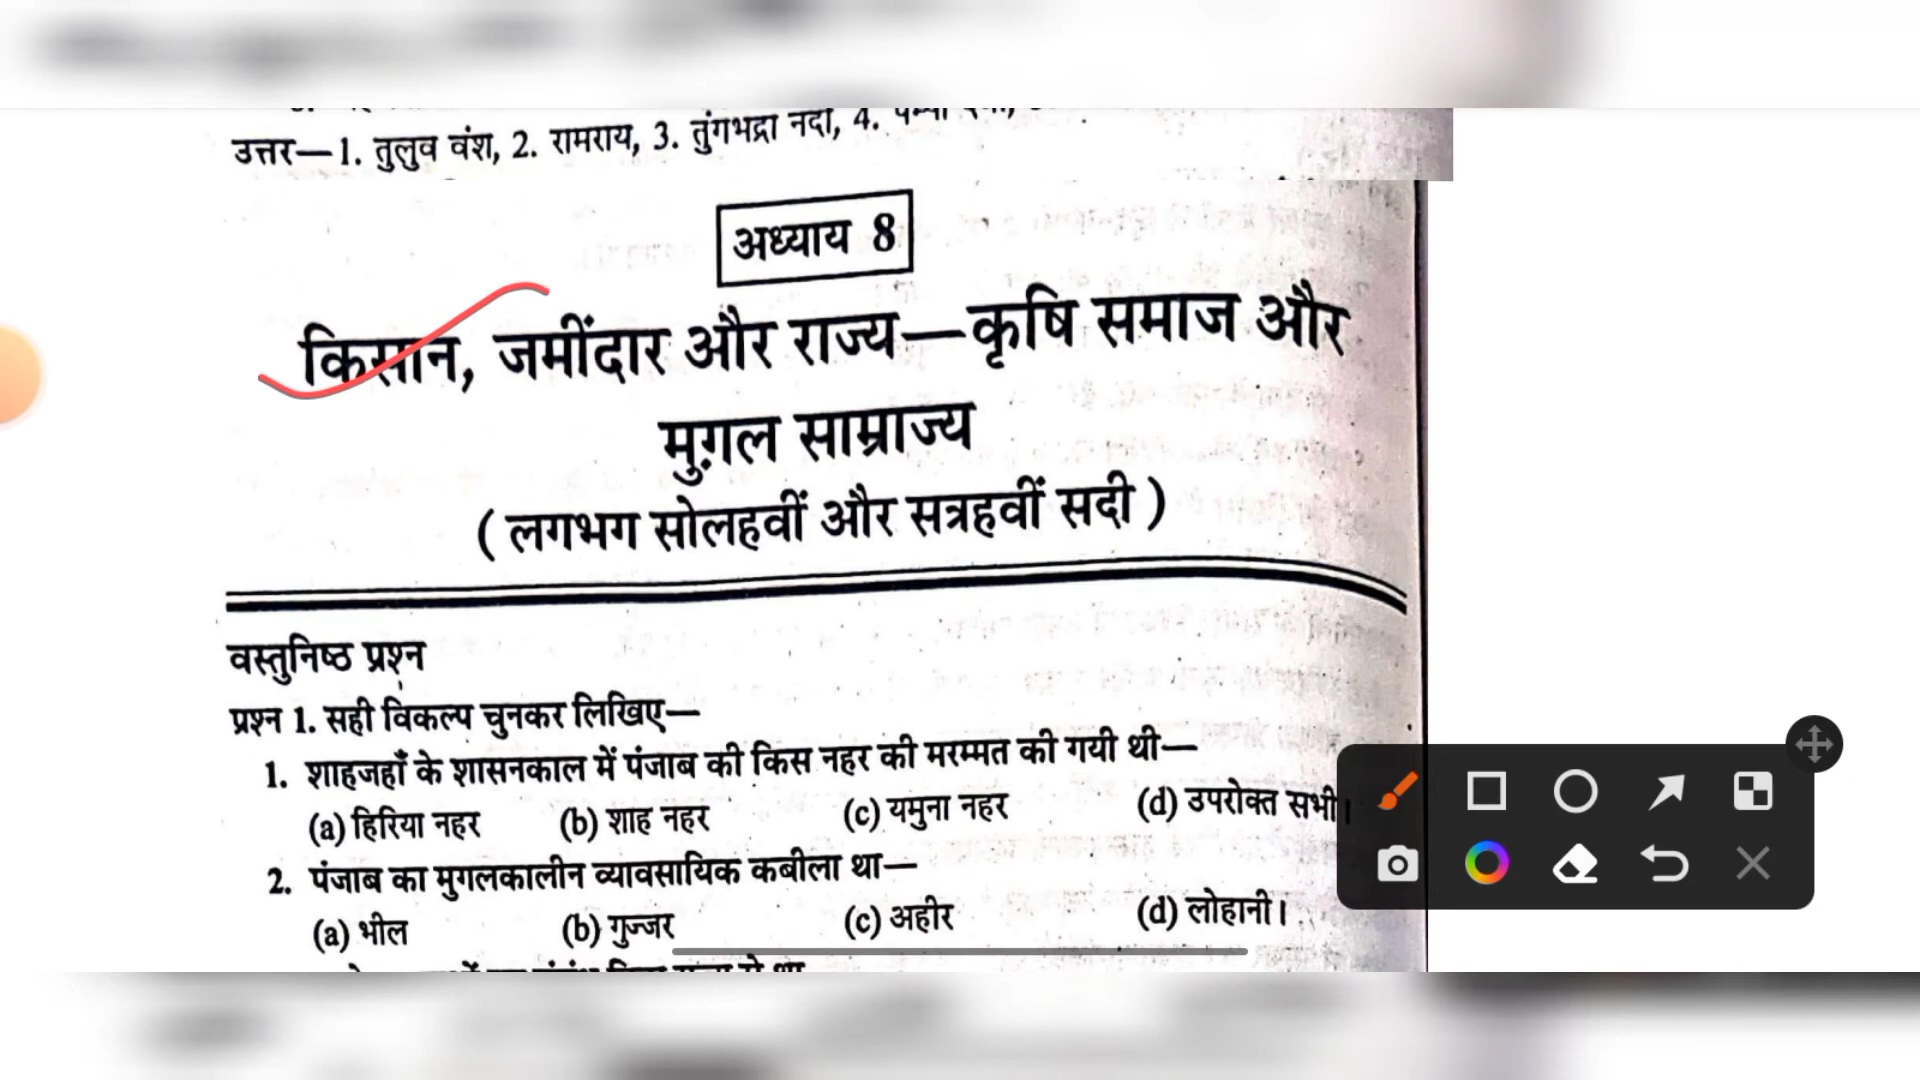 उत्तर—1. तुलुव वंश, 2. रामराय, 3. तुंगभद्रा नदी, 4.
अध्याय 8
किसान, जमींदार और राज्य—कृषि समाज और
मुग़ल साम्राज्य
( लगभग सोलहवीं और सत्रहवीं सदी )
वस्तुनिष्ठ प्रश्न
प्रश्न 1. सही विकल्प चुनकर लिखिए—
1. शाहजहाँ के शासनकाल में पंजाब की किस नहर की मरम्मत की गयी थी—
(a) हिरिया नहर (b) शाह नहर (c) यमुना नहर (d) उपरोक्त सभी।
2. पंजाब का मुगलकालीन व्यावसायिक कबीला था—
(a) भील (b) गुज्जर (c) अहीर (d) लोहानी।